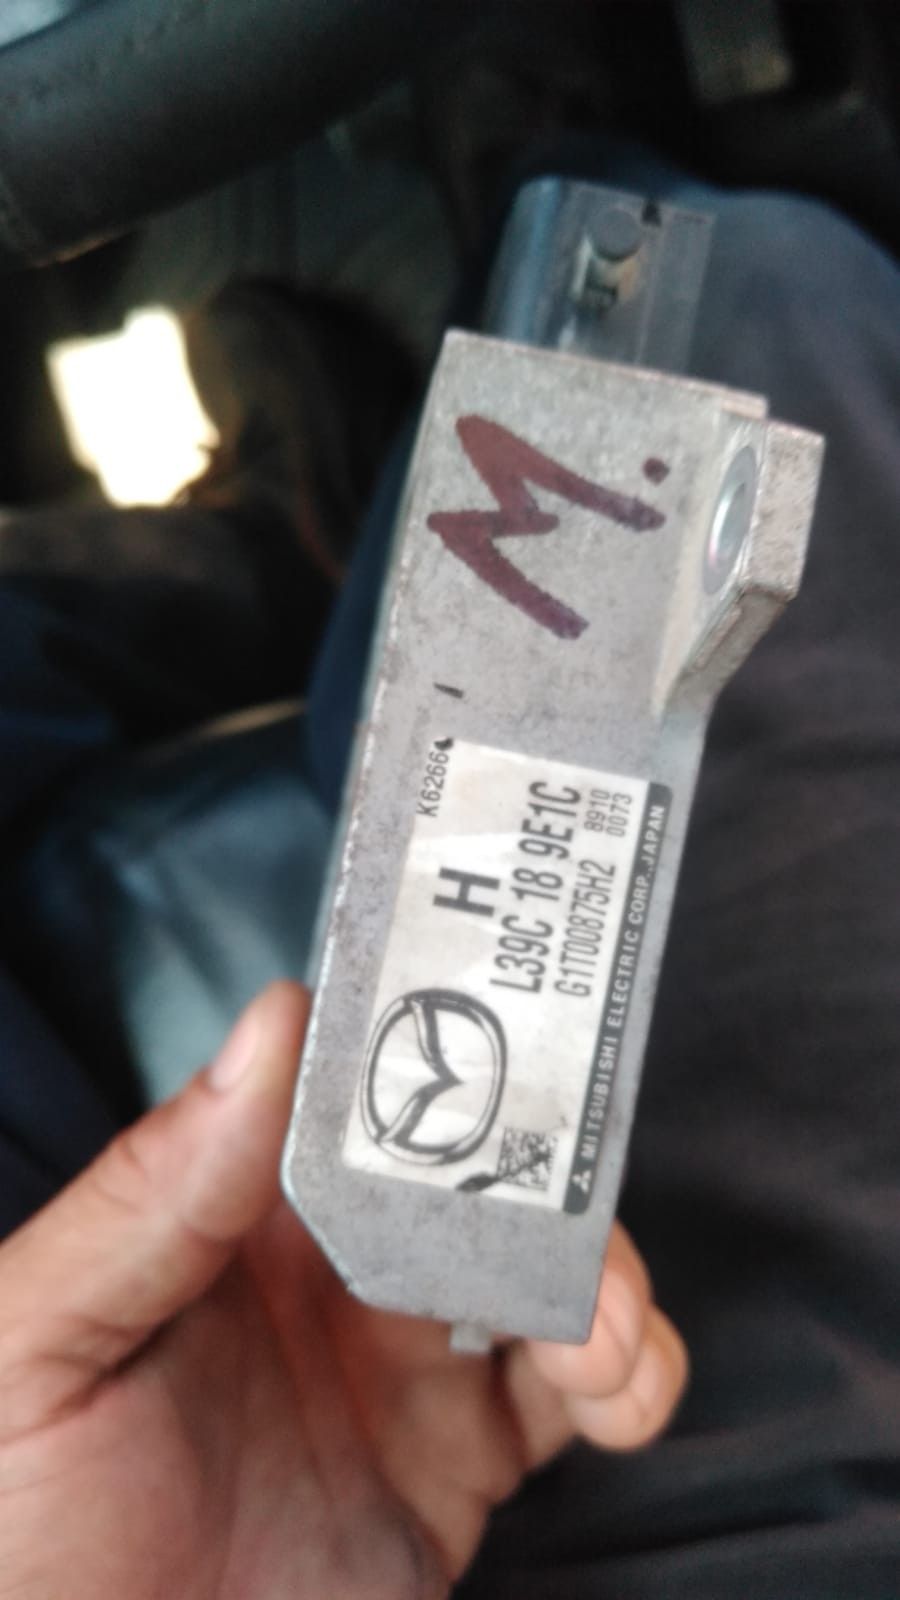 M.
K6266
H
L39C 18 9E1C
G1T00875H2
8910
0073
MITSUBISHI ELECTRIC CORP. JAPAN